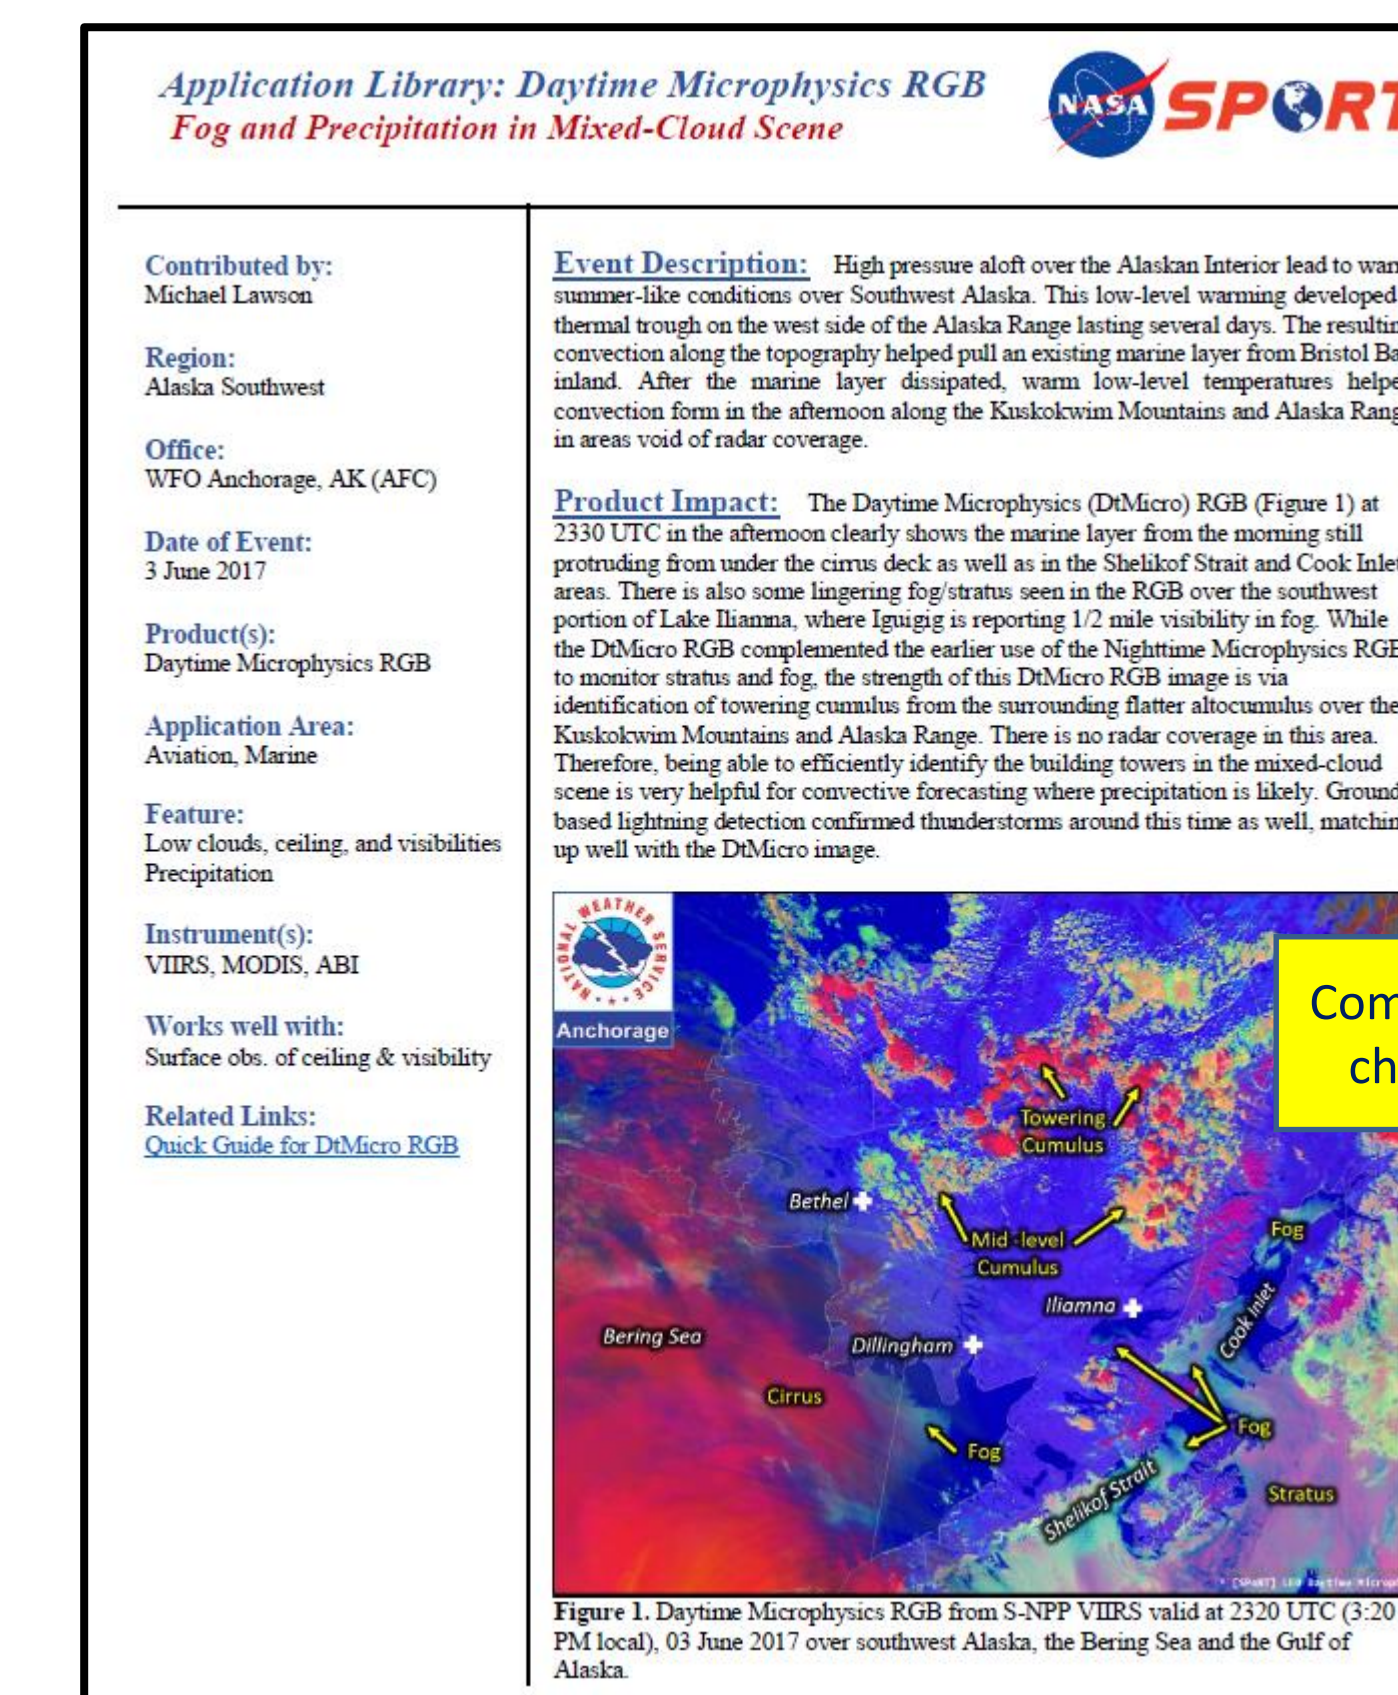 Application Library: Daytime Microphysics RGB
Fog and Precipitation in Mixed-Cloud Scene
NASA SPORT
Contributed by:
Michael Lawson
Region:
Alaska Southwest
Office:
WFO Anchorage, AK (AFC)
Date of Event:
3 June 2017
Product(s):
Daytime Microphysics RGB
Application Area:
Aviation, Marine
Feature:
Low clouds, ceiling, and visibilities
Precipitation
Instrument(s):
VIIRS, MODIS, ABI
Works well with:
Surface obs. of ceiling & visibility
Related Links:
Quick Guide for DtMicro RGB
Event Description: High pressure aloft over the Alaskan Interior lead to war
summer-like conditions over Southwest Alaska. This low-level warming developed
thermal trough on the west side of the Alaska Range lasting several days. The resultin
convection along the topography helped pull an existing marine layer from Bristol Ba
inland. After the marine layer dissipated, warm low-level temperatures helpe
convection form in the afternoon along the Kuskokwim Mountains and Alaska Rang
in areas void of radar coverage.
Product Impact: The Daytime Microphysics (DtMicro) RGB (Figure 1) at
2330 UTC in the afternoon clearly shows the marine layer from the morning still
protruding from under the cirrus deck as well as in the Shelikof Strait and Cook Inlet
areas. There is also some lingering fog/stratus seen in the RGB over the southwest
portion of Lake Iliamna, where Iguigig is reporting 1/2 mile visibility in fog. While
the DtMicro RGB complemented the earlier use of the Nighttime Microphysics RGB
to monitor stratus and fog, the strength of this DtMicro RGB image is via
identification of towering cumulus from the surrounding flatter altocumulus over the
Kuskokwim Mountains and Alaska Range. There is no radar coverage in this area.
Therefore, being able to efficiently identify the building towers in the mixed-cloud
scene is very helpful for convective forecasting where precipitation is likely. Ground
based lightning detection confirmed thunderstorms around this time as well, matchin
up well with the DtMicro image.
NATIONAL WEATHER SERVICE
Anchorage
Com
ch
Towering
Cumulus
Bethel
Mid-level
Cumulus
Fog
Iliamna
Cook Inlet
Bering Sea
Dillingham
Cirrus
Fog
Fog
Shelikof Strait
Stratus
[SPoRT] LEO Daytime Microp
Figure 1. Daytime Microphysics RGB from S-NPP VIIRS valid at 2320 UTC (3:20
PM local), 03 June 2017 over southwest Alaska, the Bering Sea and the Gulf of
Alaska.